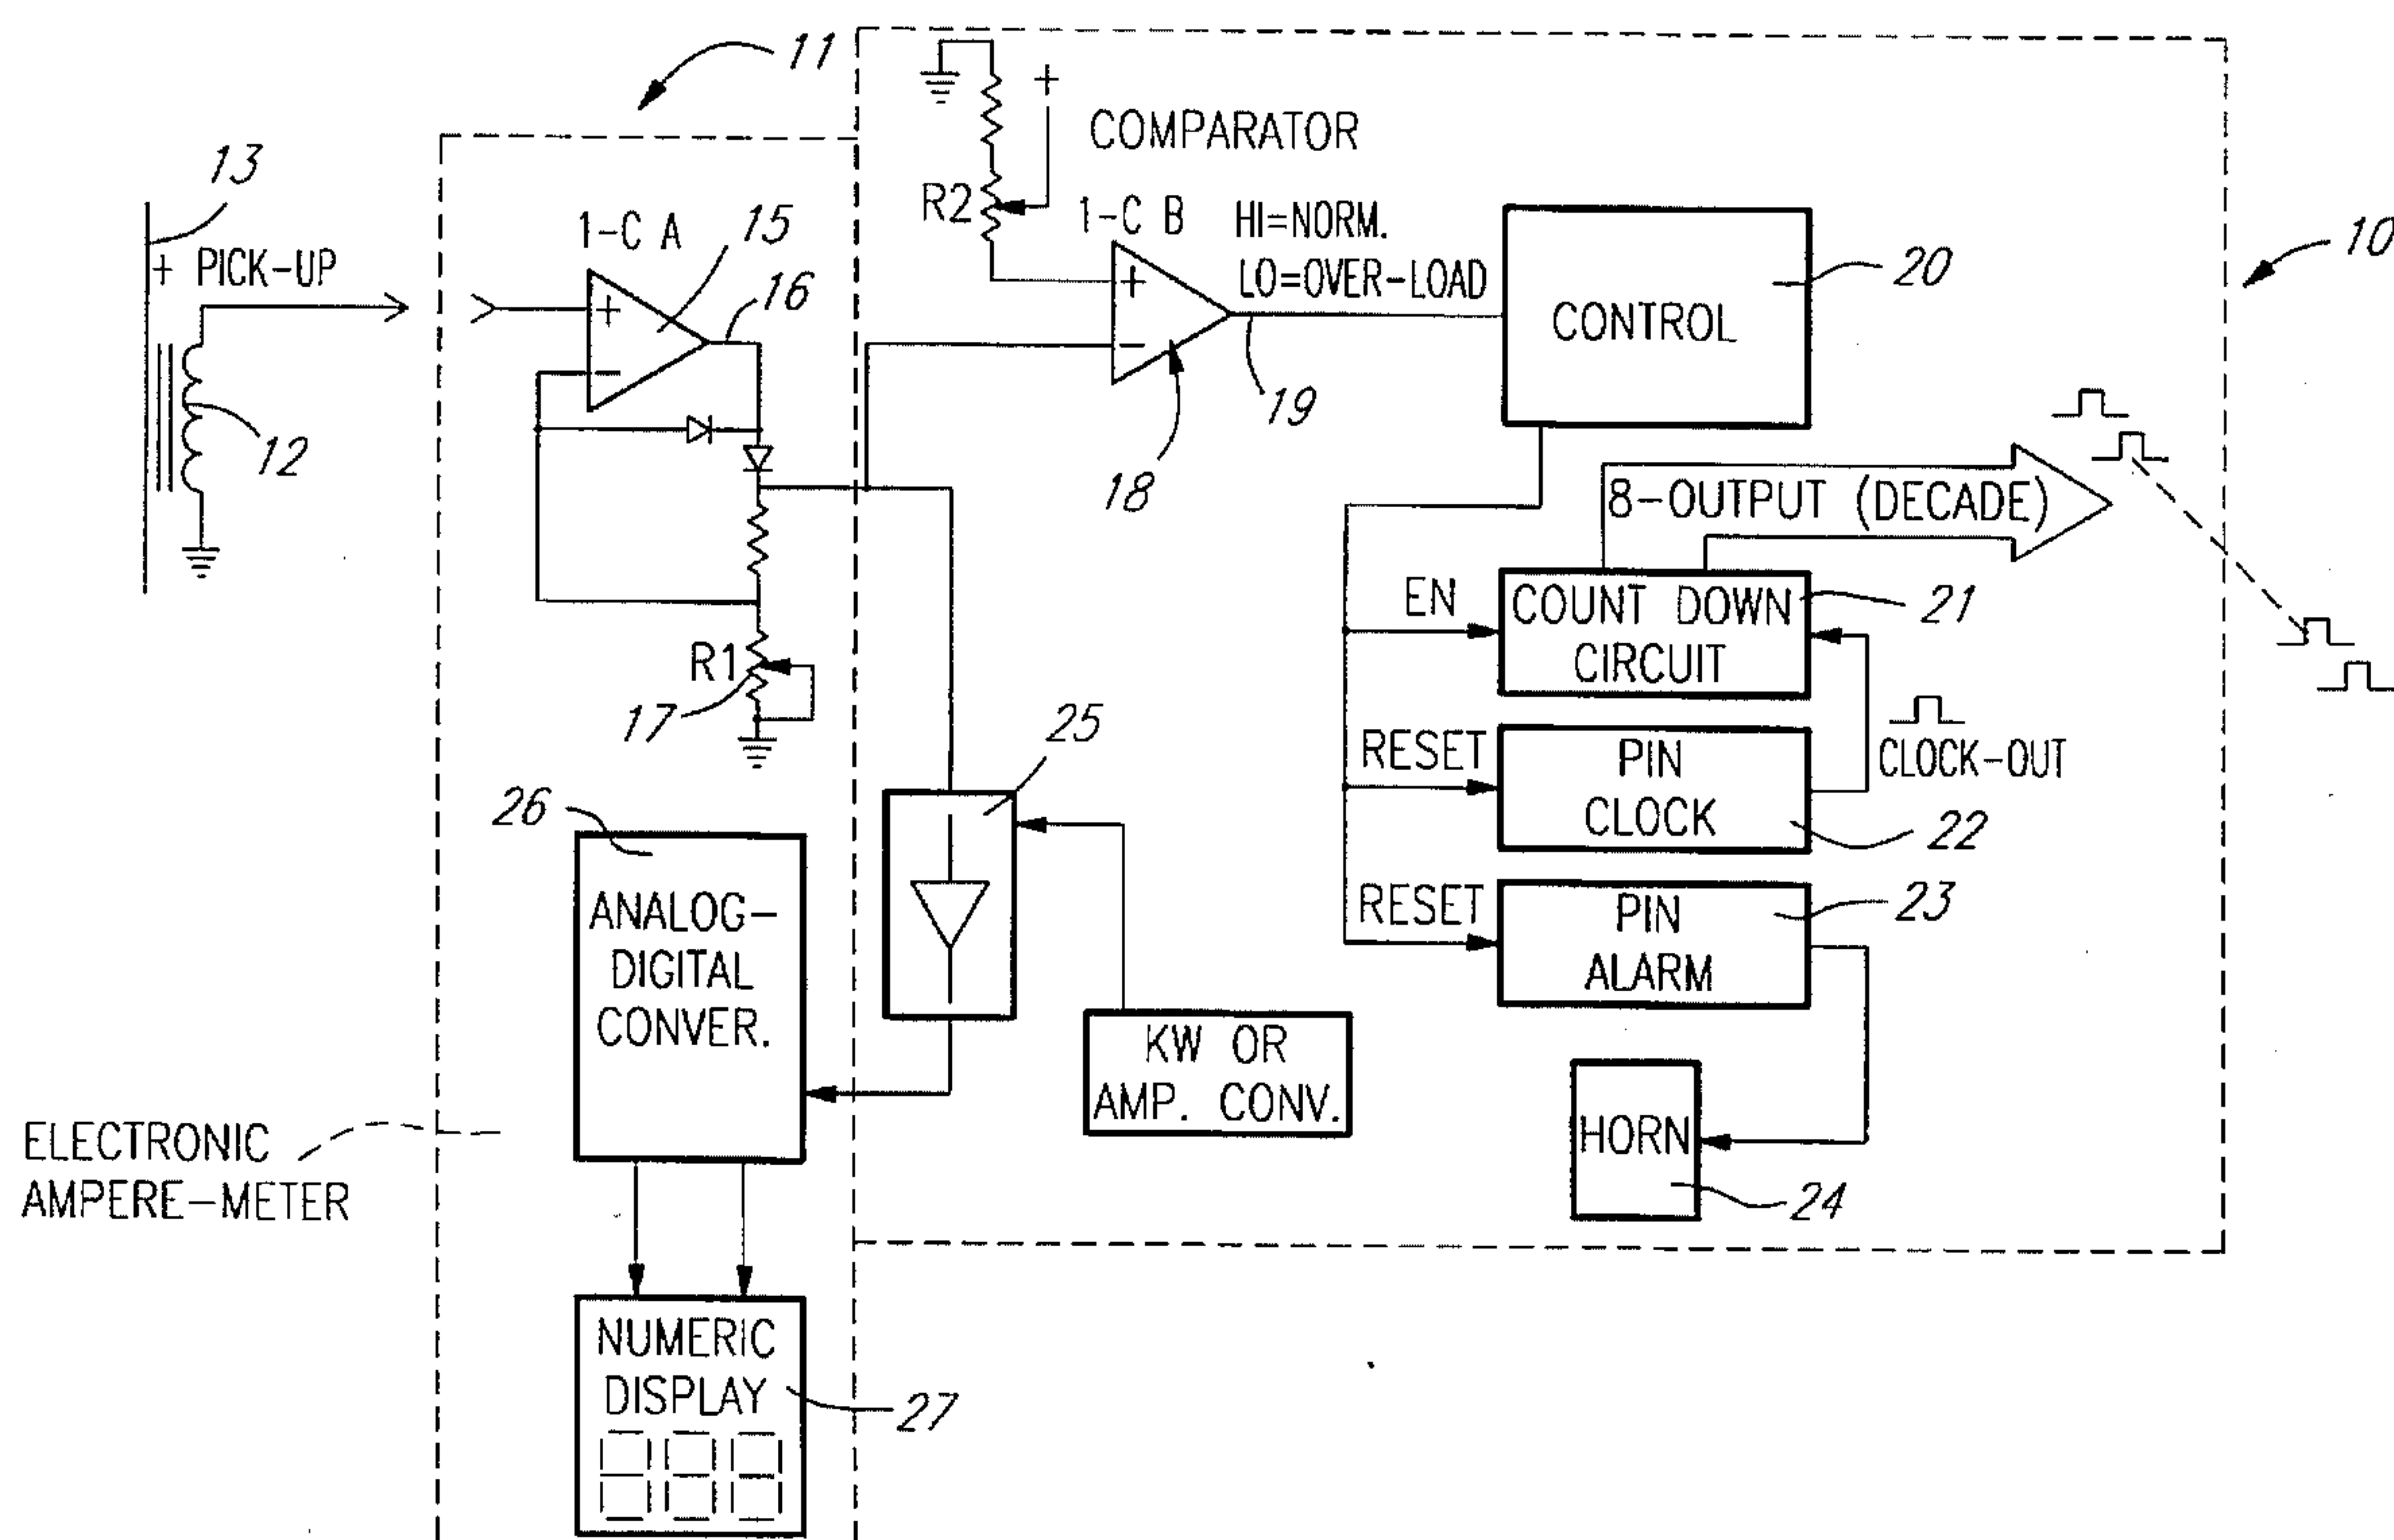 11
13
+ PICK-UP
12
1-C A
15
16
+
−
R1
17
+
COMPARATOR
R2
1-C B
+
−
HI=NORM.
LO=OVER-LOAD
18
19
CONTROL
20
10
8-OUTPUT (DECADE)
EN
COUNT DOWN
CIRCUIT
21
RESET
PIN
CLOCK
CLOCK-OUT
22
RESET
PIN
ALARM
23
HORN
24
25
KW OR
AMP. CONV.
26
ANALOG-
DIGITAL
CONVER.
ELECTRONIC
AMPERE-METER
NUMERIC
DISPLAY
27
888